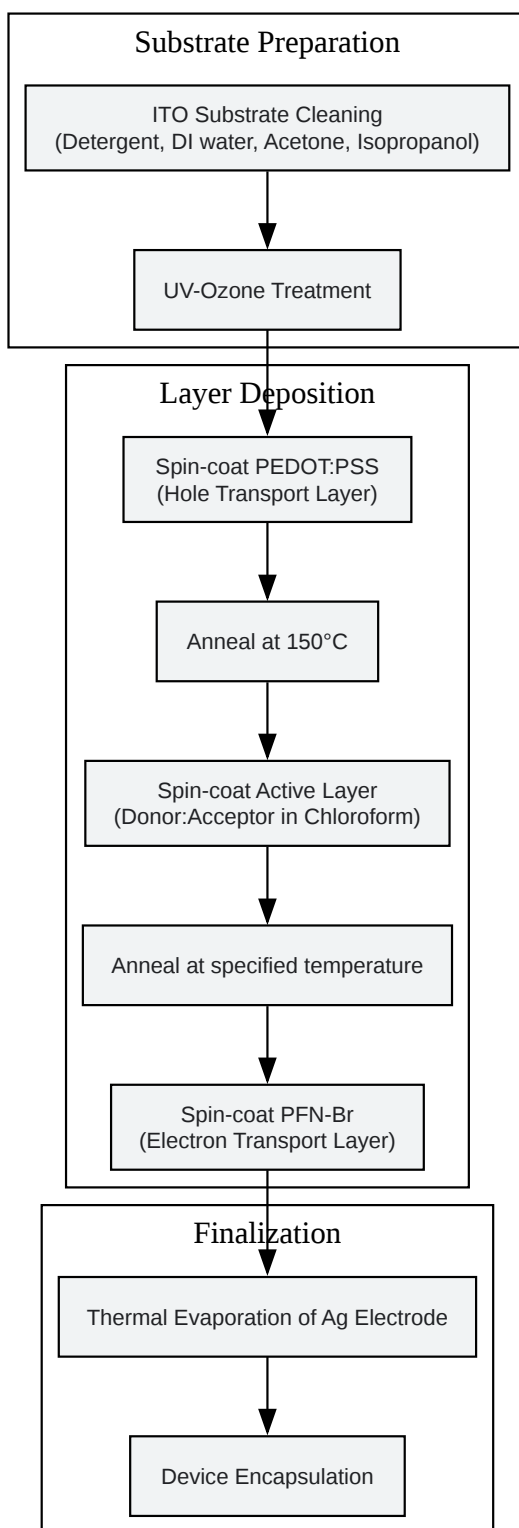 Substrate Preparation
ITO Substrate Cleaning
(Detergent, DI water, Acetone, Isopropanol)
UV-Ozone Treatment
Layer Deposition
Spin-coat PEDOT:PSS
(Hole Transport Layer)
Anneal at 150°C
Spin-coat Active Layer
(Donor:Acceptor in Chloroform)
Anneal at specified temperature
Spin-coat PFN-Br
(Electron Transport Layer)
Finalization
Thermal Evaporation of Ag Electrode
Device Encapsulation